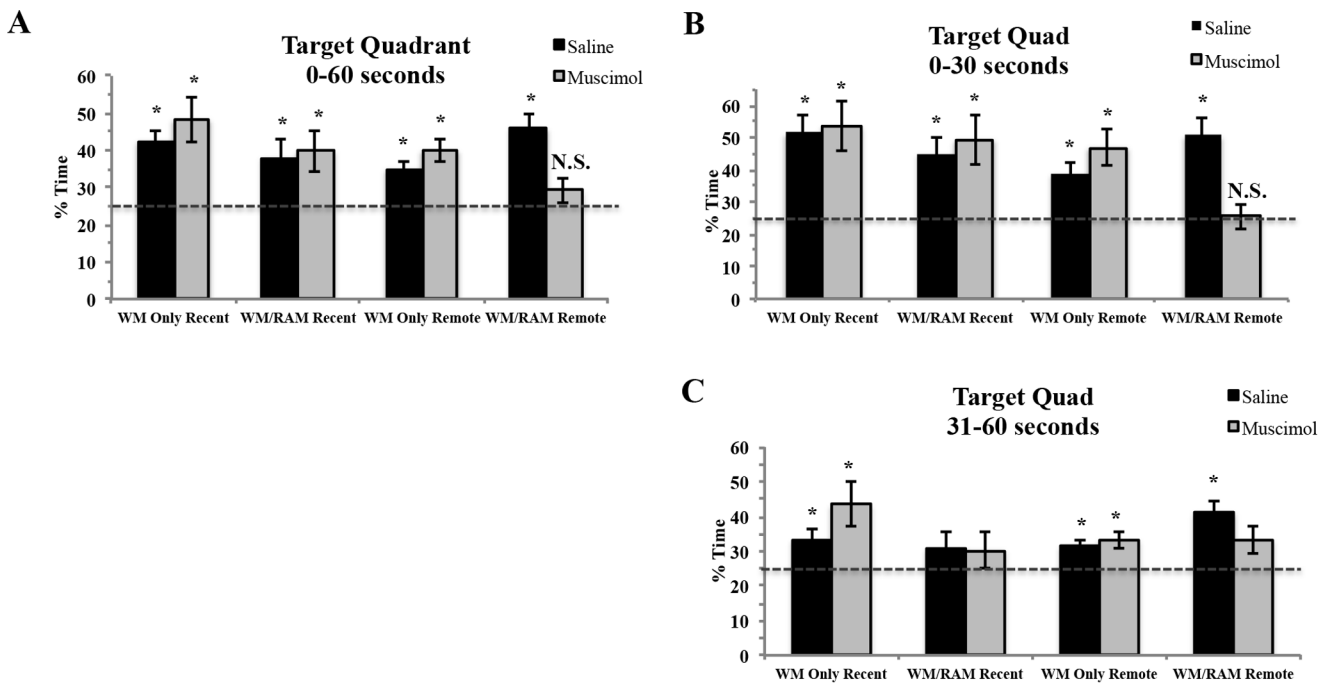 A
Target Quadrant
0-60 seconds
Saline
Muscimol
% Time
60
50
40
30
20
10
0
* * * * * * * N.S.
WM Only Recent WM/RAM Recent WM Only Remote WM/RAM Remote
B
Target Quad
0-30 seconds
Saline
Muscimol
% Time
60
50
40
30
20
10
0
* * * * * * * N.S.
WM Only Recent WM/RAM Recent WM Only Remote WM/RAM Remote
C
Target Quad
31-60 seconds
Saline
Muscimol
% Time
60
50
40
30
20
10
0
* * * * *
WM Only Recent WM/RAM Recent WM Only Remote WM/RAM Remote